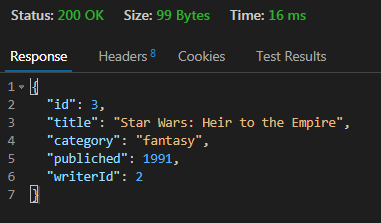 Status: 200 OK Size: 99 Bytes Time: 16 ms
Response Headers 8 Cookies Test Results
1 {
2 "id": 3,
3 "title": "Star Wars: Heir to the Empire",
4 "category": "fantasy",
5 "publiched": 1991,
6 "writerId": 2
7 }